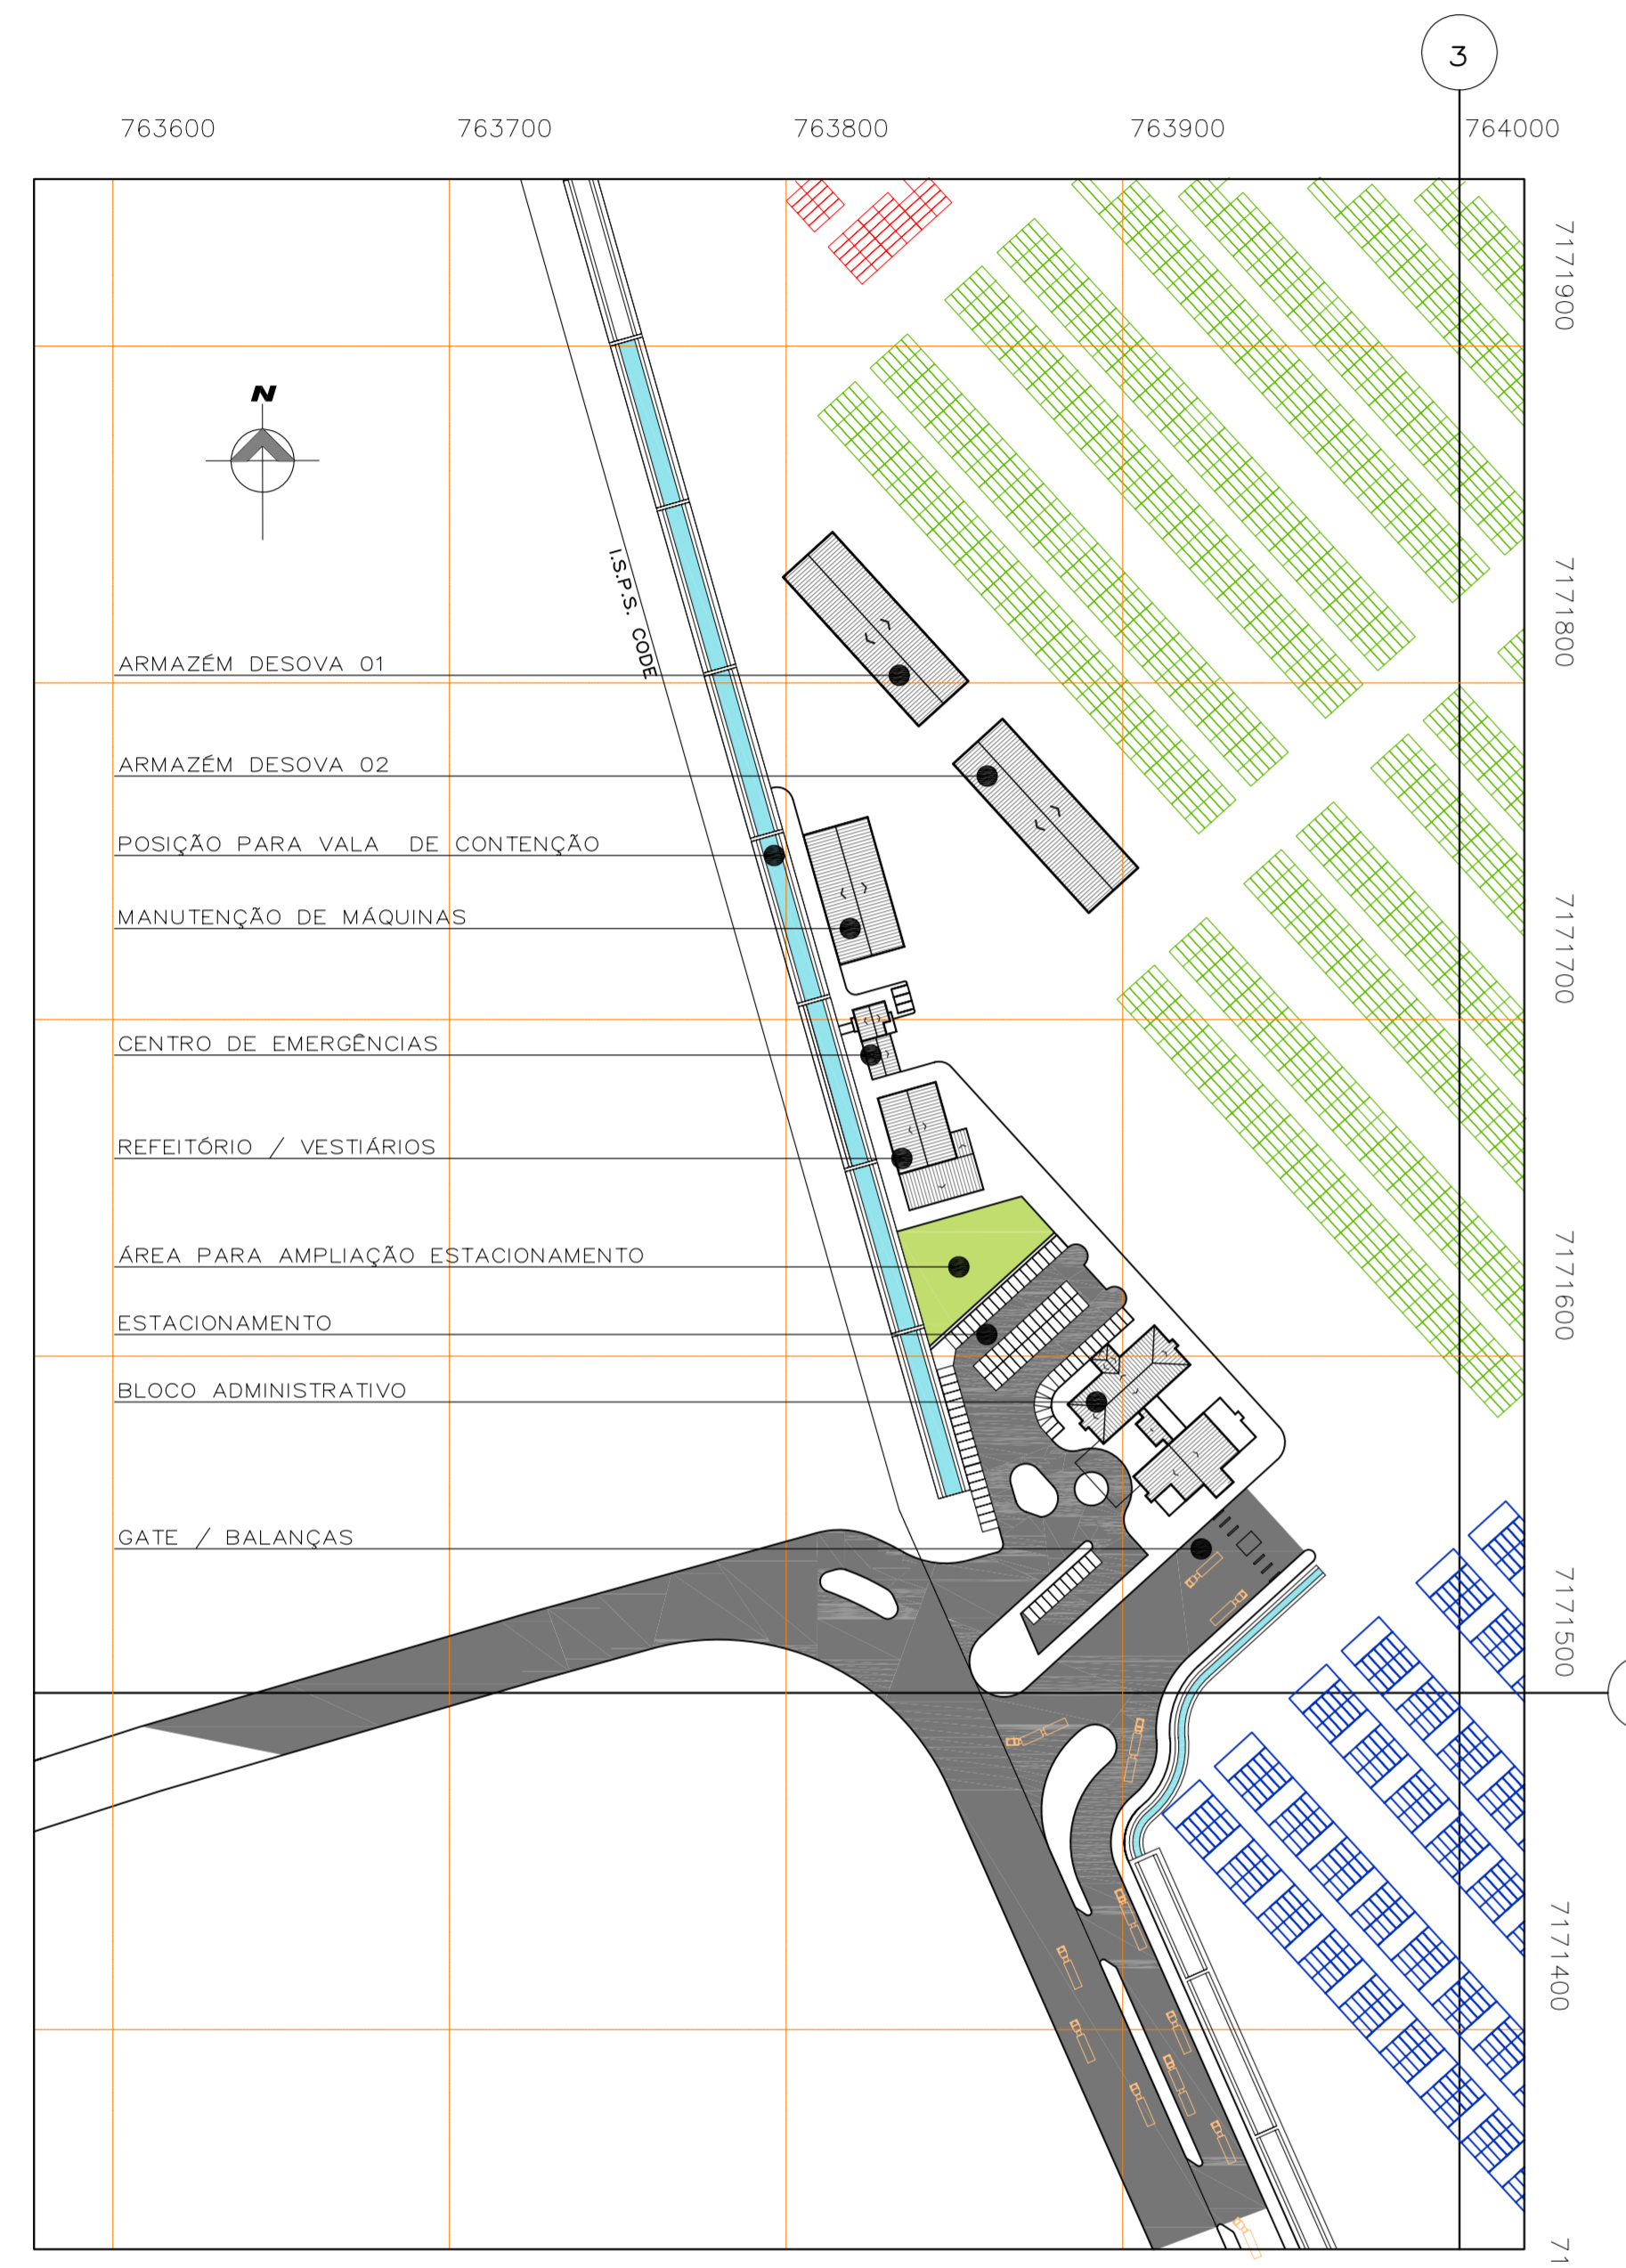 3
763600 763700 763800 763900 764000
7171900
N
I.S.P.S. CODE
7171800
ARMAZÉM DESOVA 01
ARMAZÉM DESOVA 02
POSIÇÃO PARA VALA DE CONTENÇÃO
MANUTENÇÃO DE MÁQUINAS
7171700
CENTRO DE EMERGÊNCIAS
REFEITÓRIO / VESTIÁRIOS
ÁREA PARA AMPLIAÇÃO ESTACIONAMENTO
7171600
ESTACIONAMENTO
BLOCO ADMINISTRATIVO
GATE / BALANÇAS
7171500
7171400
71